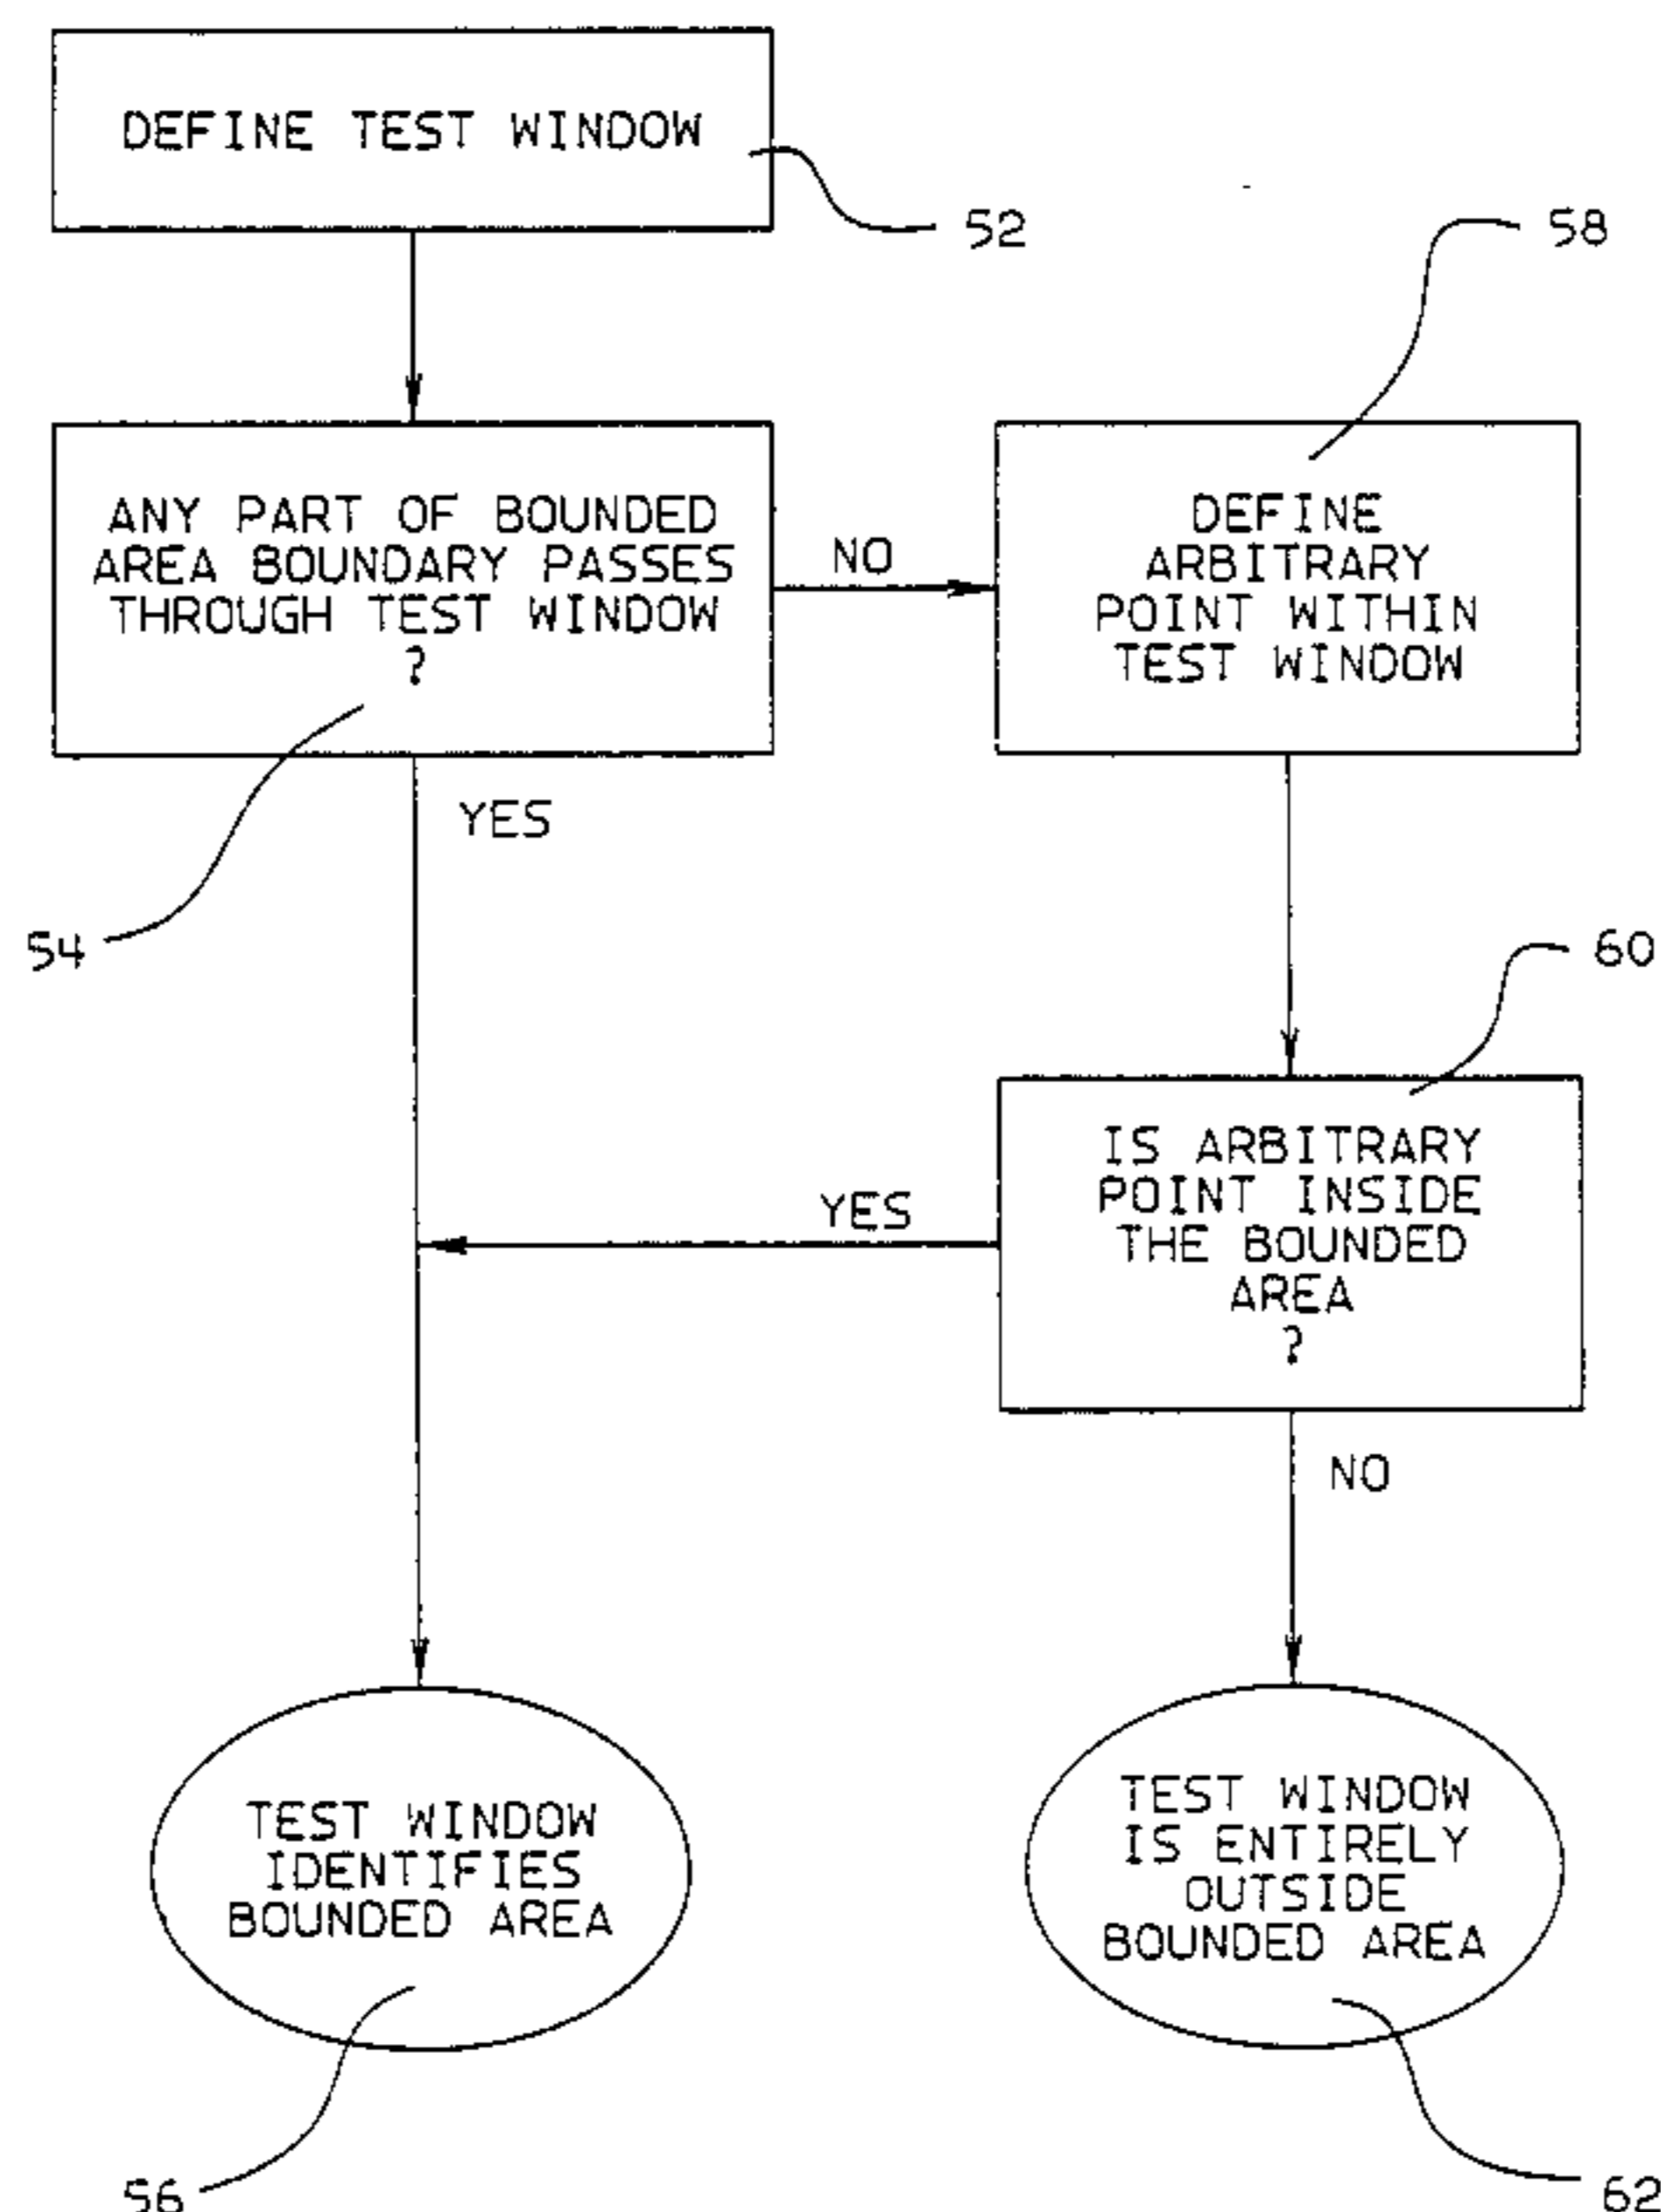 DEFINE TEST WINDOW
52
58
ANY PART OF BOUNDED
AREA BOUNDARY PASSES
THROUGH TEST WINDOW
?
NO
DEFINE
ARBITRARY
POINT WITHIN
TEST WINDOW
YES
54
60
IS ARBITRARY
POINT INSIDE
THE BOUNDED
AREA
?
YES
NO
TEST WINDOW
IDENTIFIES
BOUNDED AREA
TEST WINDOW
IS ENTIRELY
OUTSIDE
BOUNDED AREA
56
62